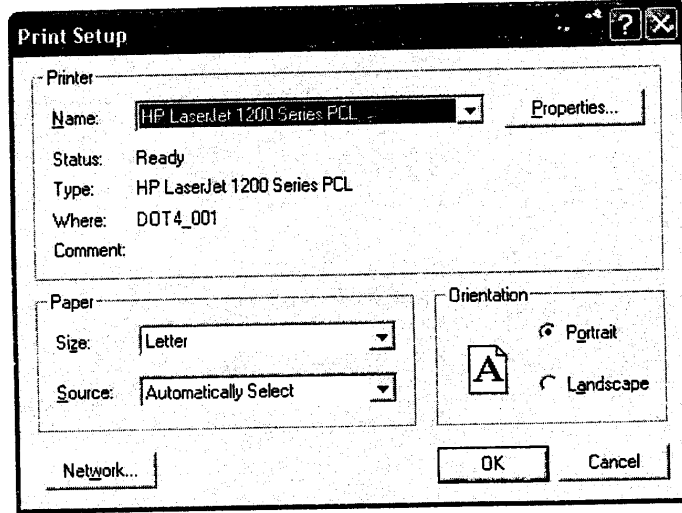 Print Setup
Printer
Name: HP LaserJet 1200 Series PCL Properties...
Status: Ready
Type: HP LaserJet 1200 Series PCL
Where: DOT4_001
Comment:
Paper
Size: Letter
Source: Automatically Select
Orientation
A
Portrait
Landscape
Network... OK Cancel